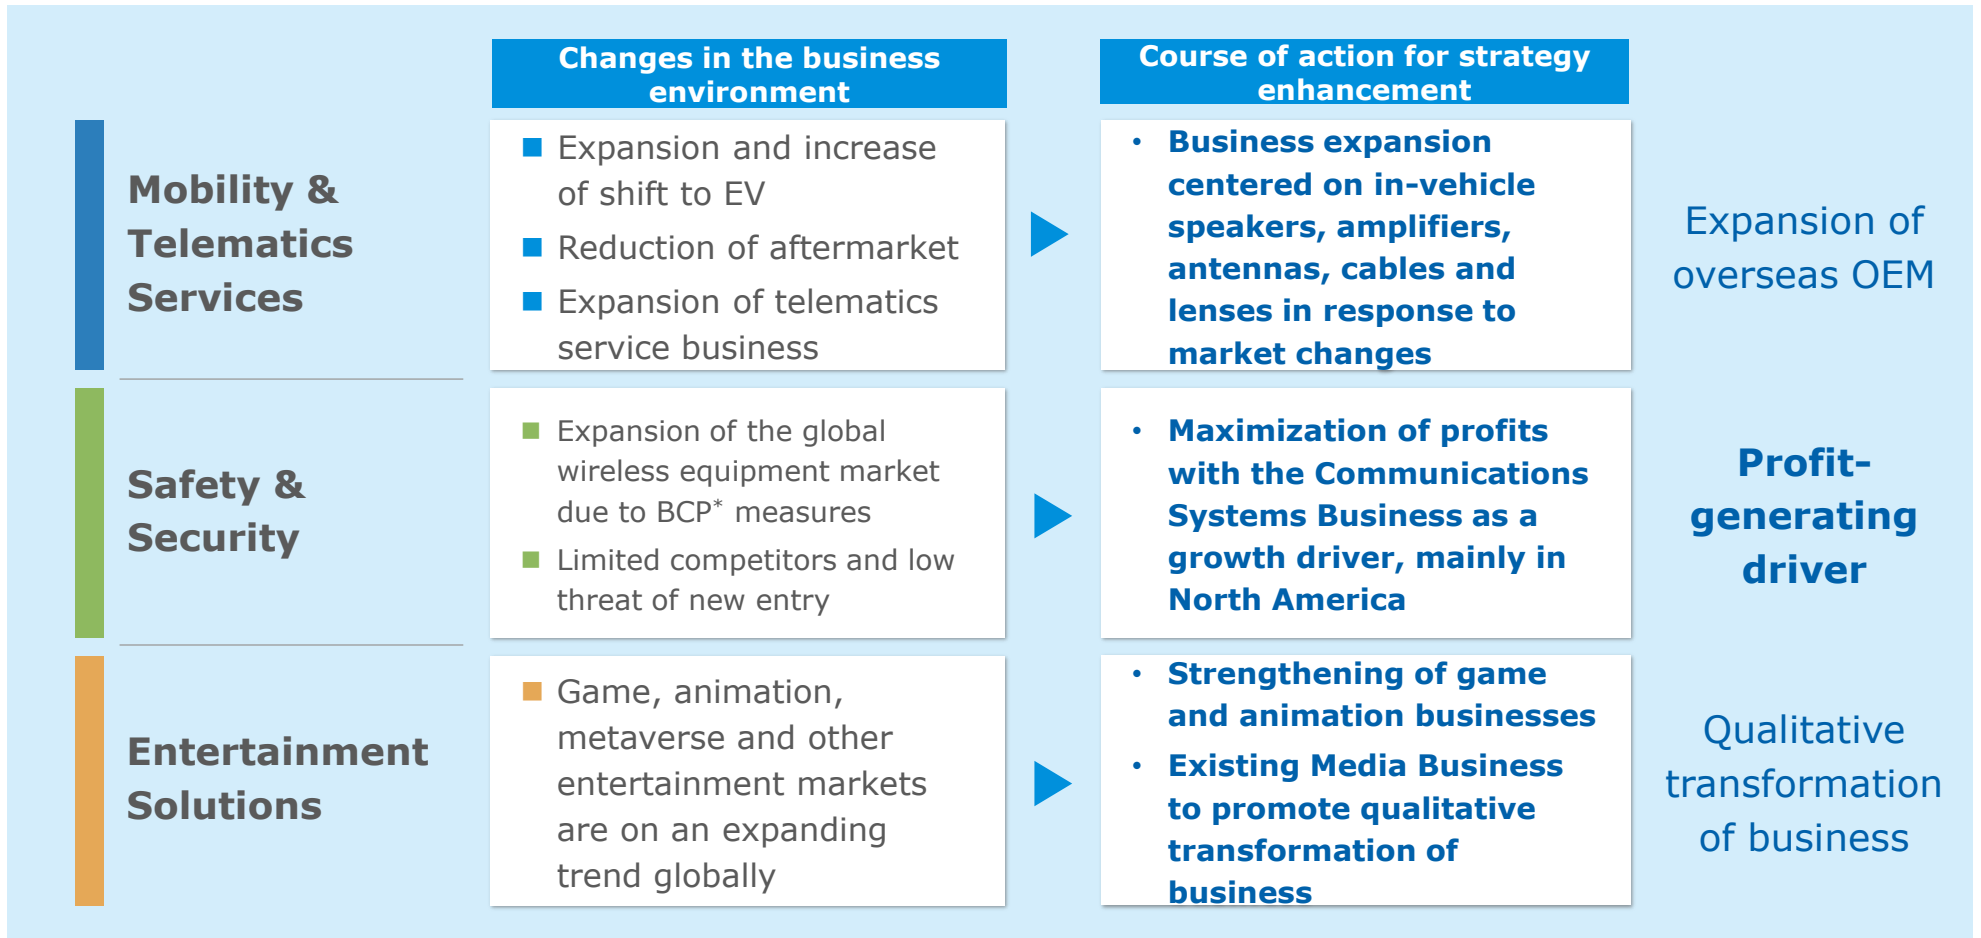 Changes in the business
environment
Course of action for strategy
enhancement
Mobility &
Telematics
Services
■ Expansion and increase
of shift to EV
■ Reduction of aftermarket
■ Expansion of telematics
service business
• Business expansion
centered on in-vehicle
speakers, amplifiers,
antennas, cables and
lenses in response to
market changes
Expansion of
overseas OEM
Safety &
Security
■ Expansion of the global
wireless equipment market
due to BCP* measures
■ Limited competitors and low
threat of new entry
• Maximization of profits
with the Communications
Systems Business as a
growth driver, mainly in
North America
Profit-
generating
driver
Entertainment
Solutions
■ Game, animation,
metaverse and other
entertainment markets
are on an expanding
trend globally
• Strengthening of game
and animation businesses
• Existing Media Business
to promote qualitative
transformation of
business
Qualitative
transformation
of business